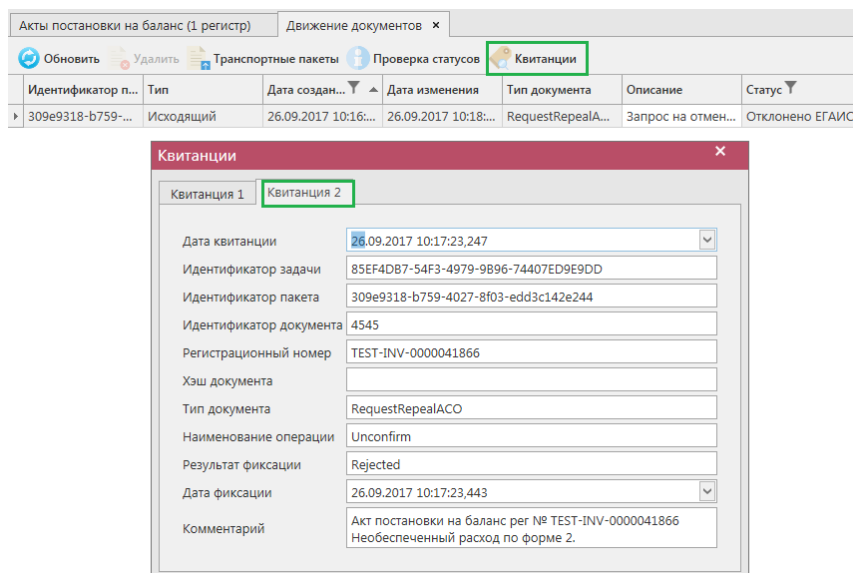 Акты постановки на баланс (1 регистр) Движение документов ×
Обновить Удалить Транспортные пакеты Проверка статусов Квитанции
Идентификатор п... Тип Дата создан... Дата изменения Тип документа Описание Статус
309e9318-b759-... Исходящий 26.09.2017 10:16:... 26.09.2017 10:18:... RequestRepealA... Запрос на отмен... Отклонено ЕГАИС
Квитанции ×
Квитанция 1 Квитанция 2
Дата квитанции 26.09.2017 10:17:23,247
Идентификатор задачи 85EF4DB7-54F3-4979-9B96-74407ED9E9DD
Идентификатор пакета 309e9318-b759-4027-8f03-edd3c142e244
Идентификатор документа 4545
Регистрационный номер TEST-INV-0000041866
Хэш документа
Тип документа RequestRepealACO
Наименование операции Unconfirm
Результат фиксации Rejected
Дата фиксации 26.09.2017 10:17:23,443
Комментарий Акт постановки на баланс рег № TEST-INV-0000041866
Необеспеченный расход по форме 2.